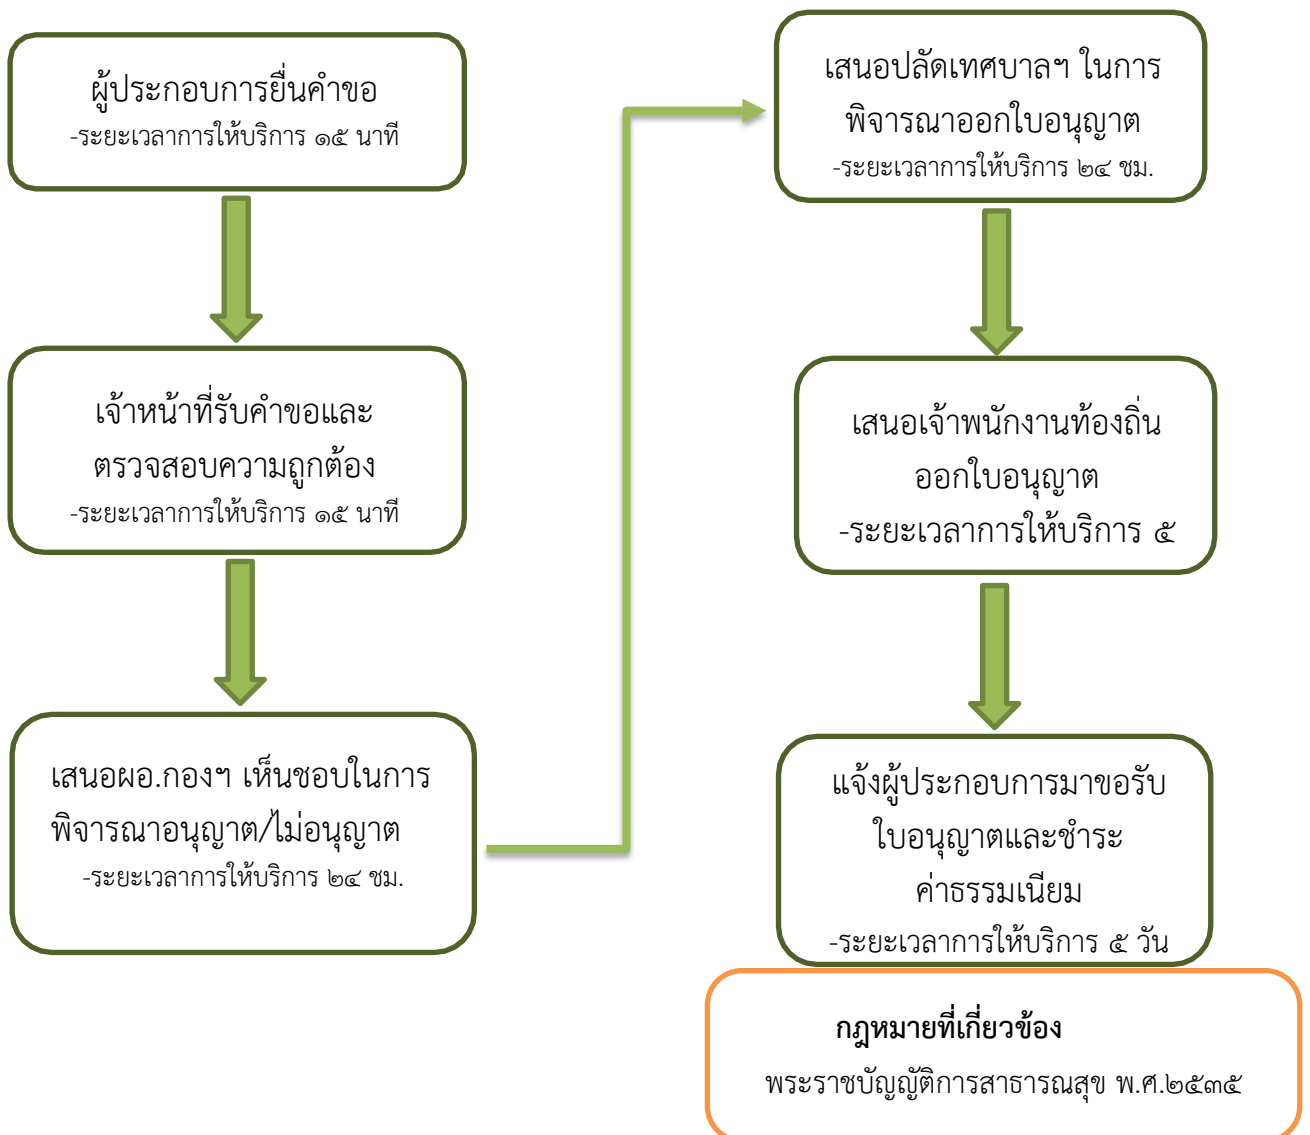 ผู้ประกอบการยื่นคำขอ
-ระยะเวลาการให้บริการ ๑๕ นาที
เจ้าหน้าที่รับคำขอและ
ตรวจสอบความถูกต้อง
-ระยะเวลาการให้บริการ ๑๕ นาที
เสนอผอ.กองฯ เห็นชอบในการ
พิจารณาอนุญาต/ไม่อนุญาต
-ระยะเวลาการให้บริการ ๒๔ ชม.
เสนอปลัดเทศบาลฯ ในการ
พิจารณาออกใบอนุญาต
-ระยะเวลาการให้บริการ ๒๔ ชม.
เสนอเจ้าพนักงานท้องถิ่น
ออกใบอนุญาต
-ระยะเวลาการให้บริการ ๕
แจ้งผู้ประกอบการมาขอรับ
ใบอนุญาตและชำระ
ค่าธรรมเนียม
-ระยะเวลาการให้บริการ ๕ วัน
กฎหมายที่เกี่ยวข้อง
พระราชบัญญัติการสาธารณสุข พ.ศ.๒๕๓๕